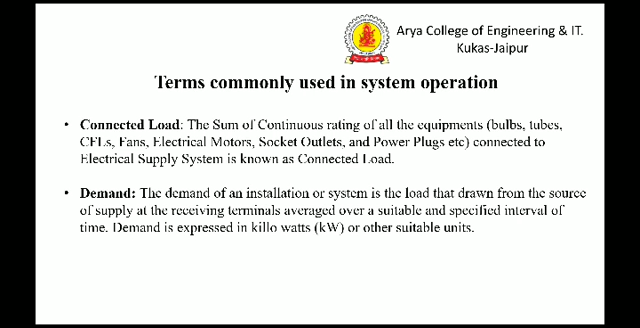 Arya College of Engineering & IT.
Kukas-Jaipur
Terms commonly used in system operation
• Connected Load: The Sum of Continuous rating of all the equipments (bulbs, tubes,
CFLs, Fans, Electrical Motors, Socket Outlets, and Power Plugs etc) connected to
Electrical Supply System is known as Connected Load.
• Demand: The demand of an installation or system is the load that drawn from the source
of supply at the receiving terminals averaged over a suitable and specified interval of
time. Demand is expressed in killo watts (kW) or other suitable units.